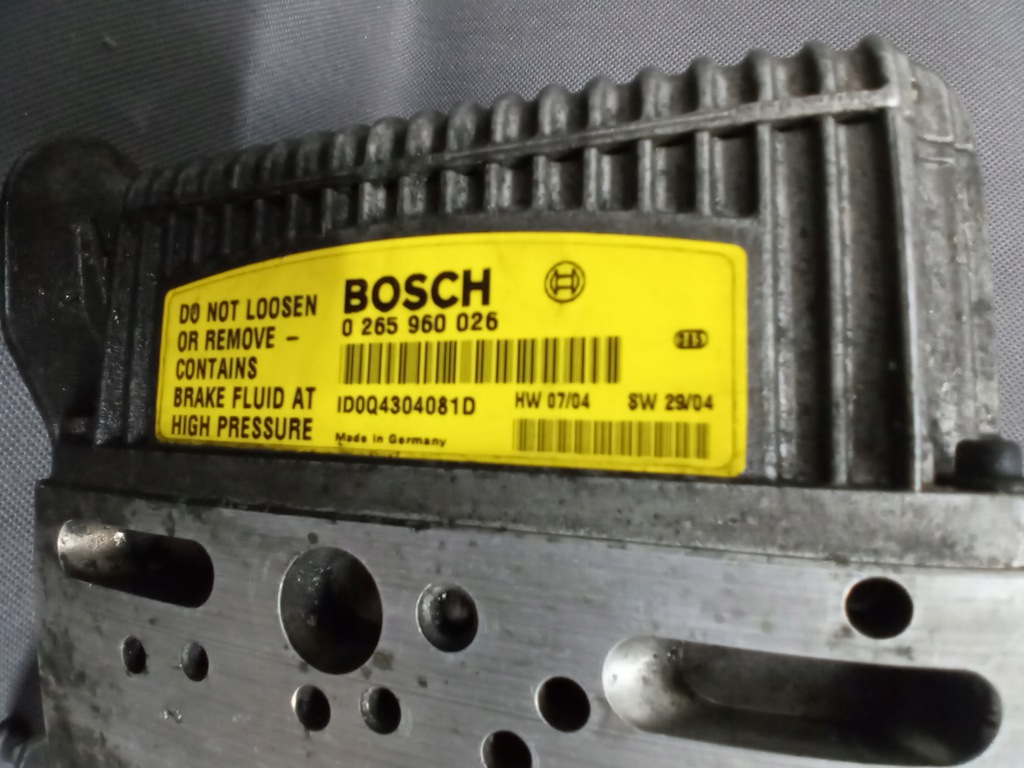 DO NOT LOOSEN
OR REMOVE –
CONTAINS
BRAKE FLUID AT
HIGH PRESSURE
BOSCH
0 265 960 026
ID0Q4304081D
HW 07/04 SW 29/04
Made in Germany